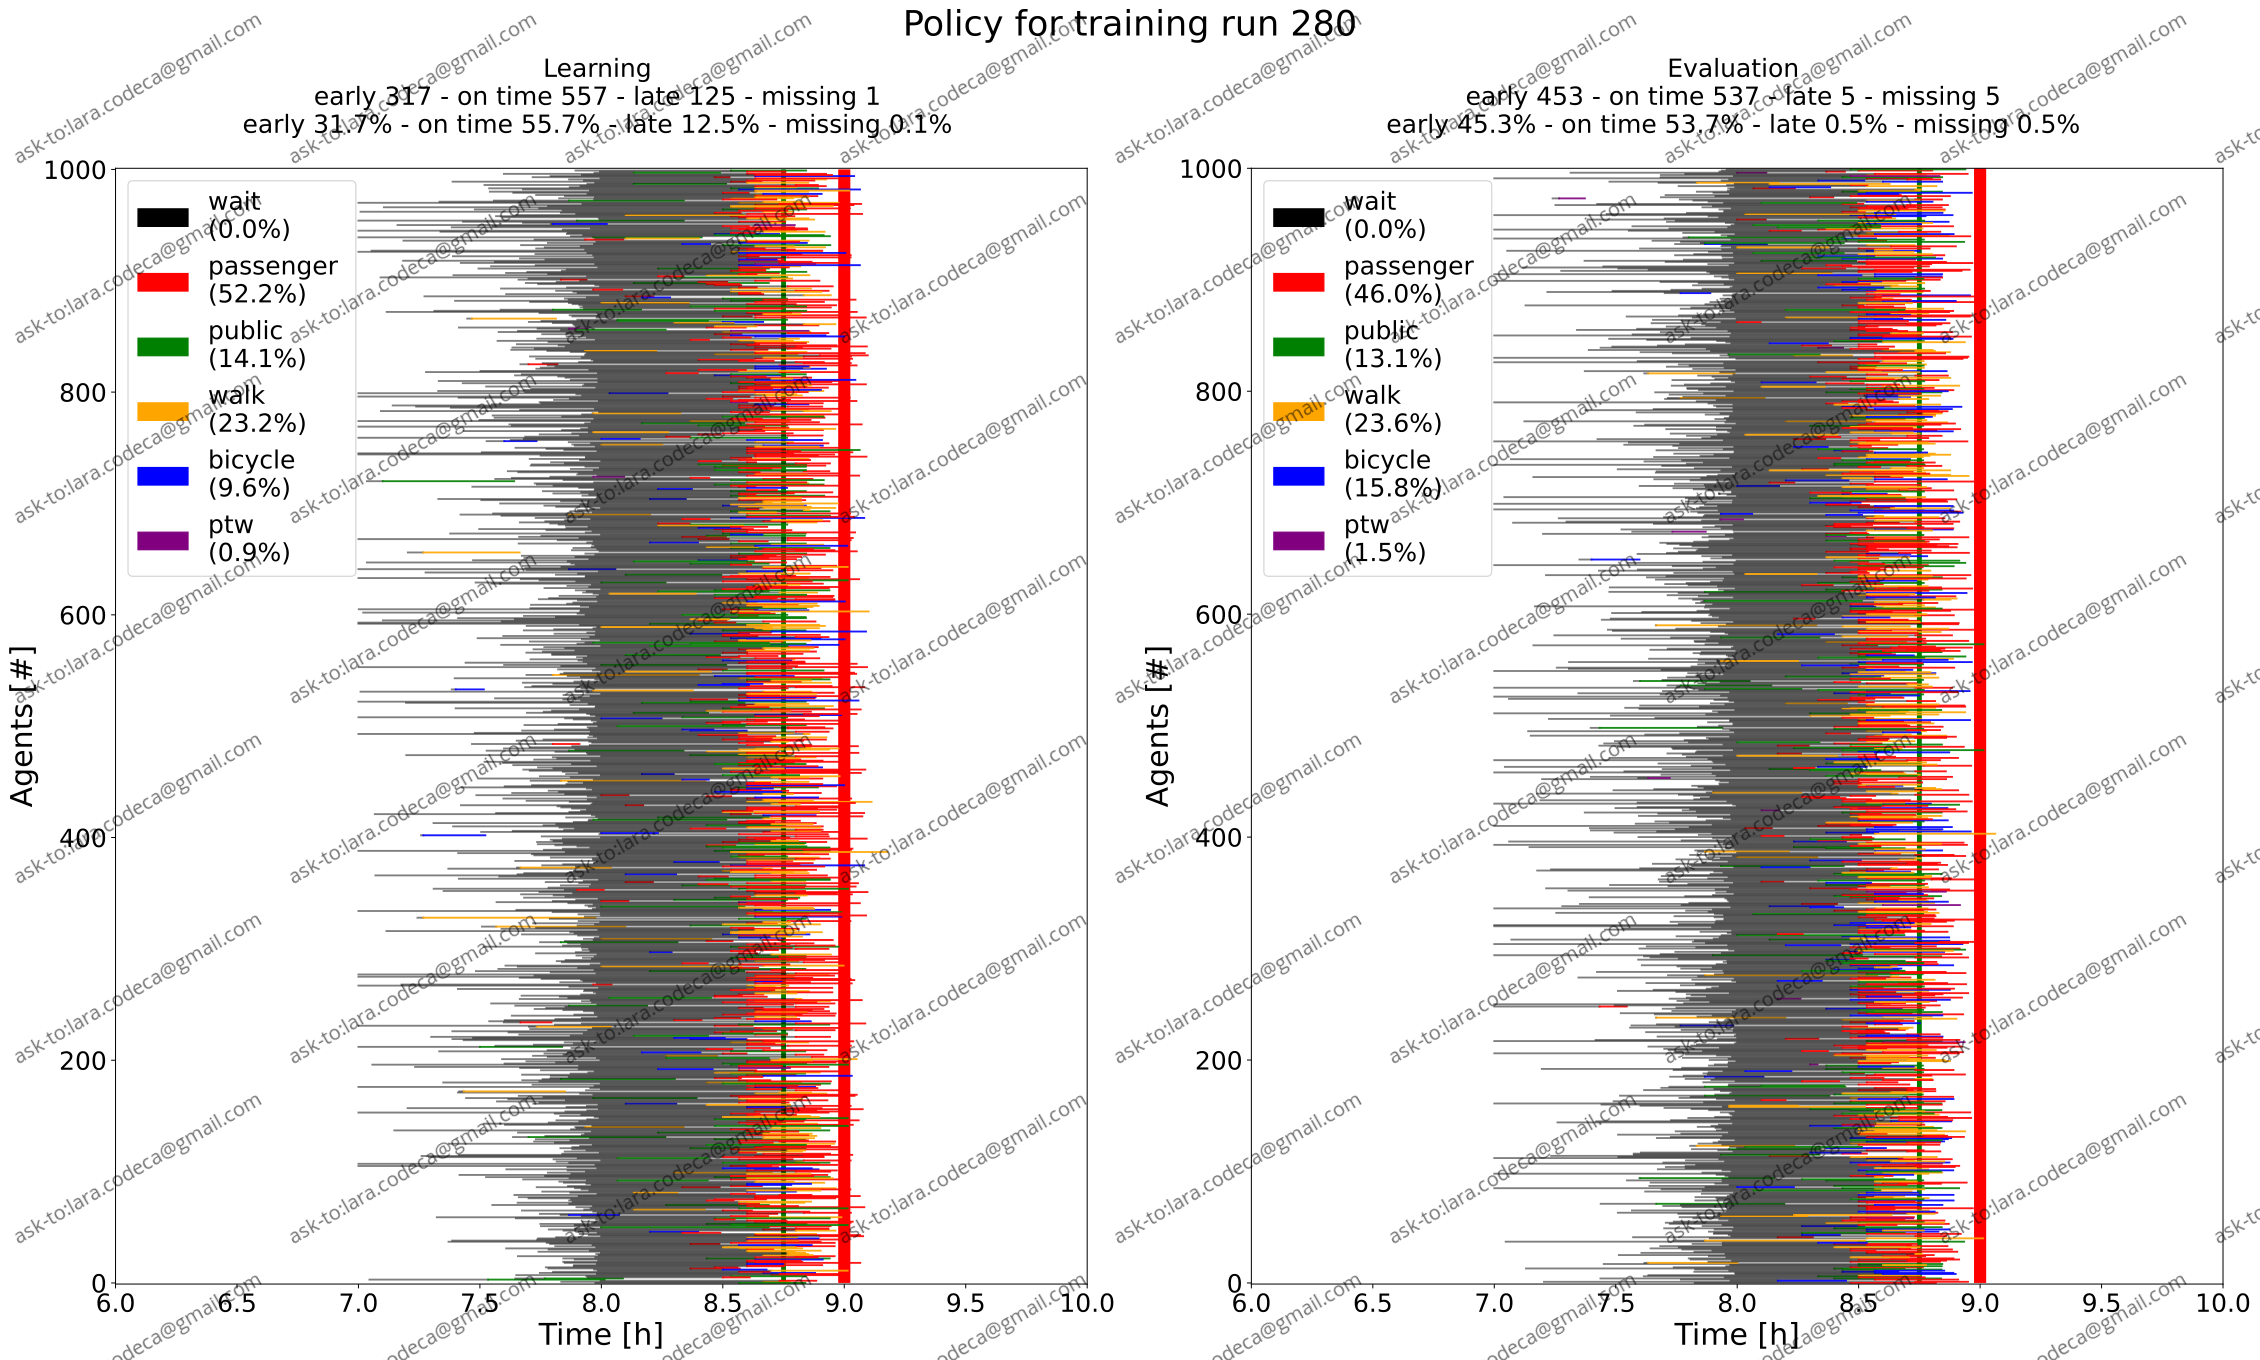 Policy for training run 280
Learning
early 317 - on time 557 - late 125 - missing 1
early 31.7% - on time 55.7% - late 12.5% - missing 0.1%
1000
800
600
400
200
0
Agents [#]
wait
(0.0%)
passenger
(52.2%)
public
(14.1%)
walk
(23.2%)
bicycle
(9.6%)
ptw
(0.9%)
6.0 6.5 7.0 7.5 8.0 8.5 9.0 9.5 10.0
Time [h]
Evaluation
early 453 - on time 537 - late 5 - missing 5
early 45.3% - on time 53.7% - late 0.5% - missing 0.5%
1000
800
600
400
200
0
Agents [#]
wait
(0.0%)
passenger
(46.0%)
public
(13.1%)
walk
(23.6%)
bicycle
(15.8%)
ptw
(1.5%)
6.0 6.5 7.0 7.5 8.0 8.5 9.0 9.5 10.0
Time [h]
ask-to:lara.codeca@gmail.com